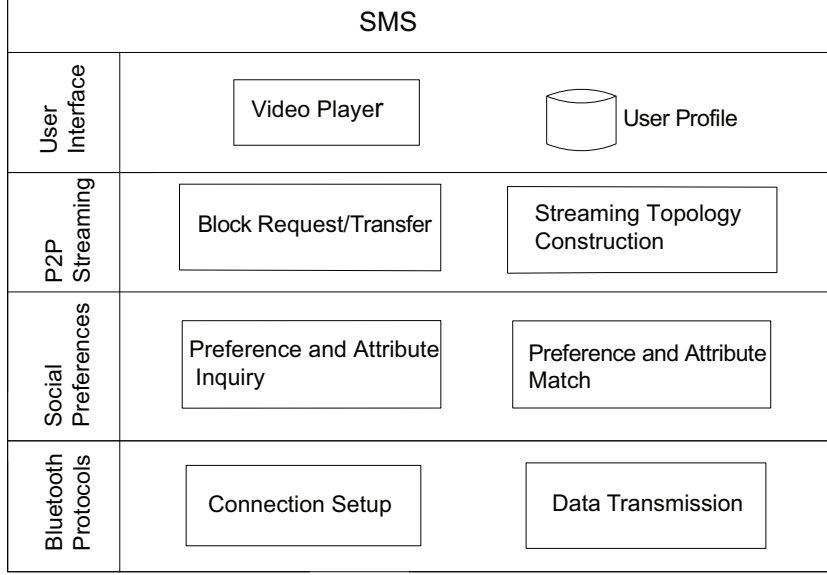 SMS
User
Interface
Video Player
User Profile
P2P
Streaming
Block Request/Transfer
Streaming Topology
Construction
Social
Preferences
Preference and Attribute
Inquiry
Preference and Attribute
Match
Bluetooth
Protocols
Connection Setup
Data Transmission